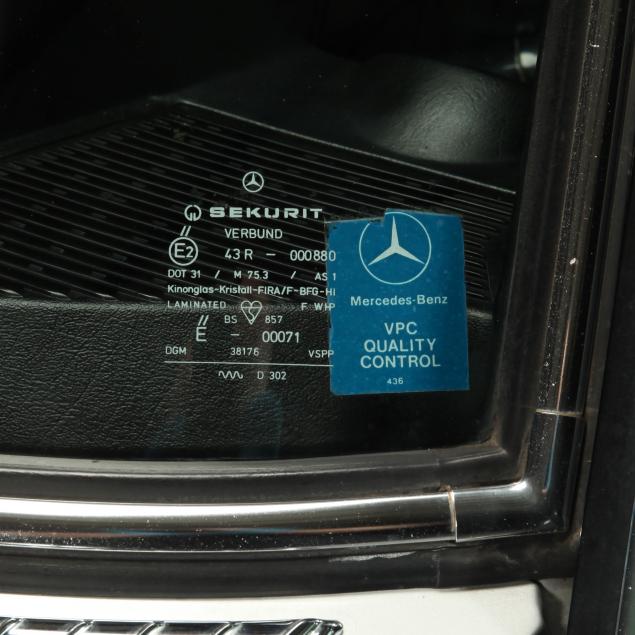 SEKURIT
VERBUND
E2 43 R - 000880
DOT 31 / M 75.3 / AS 1
Kinonglas-Kristall-FIRA/F-BFG-H
LAMINATED F WHP
BS 857
E - 00071
DGM 38176 VSPP
D 302
Mercedes-Benz
VPC
QUALITY
CONTROL
436